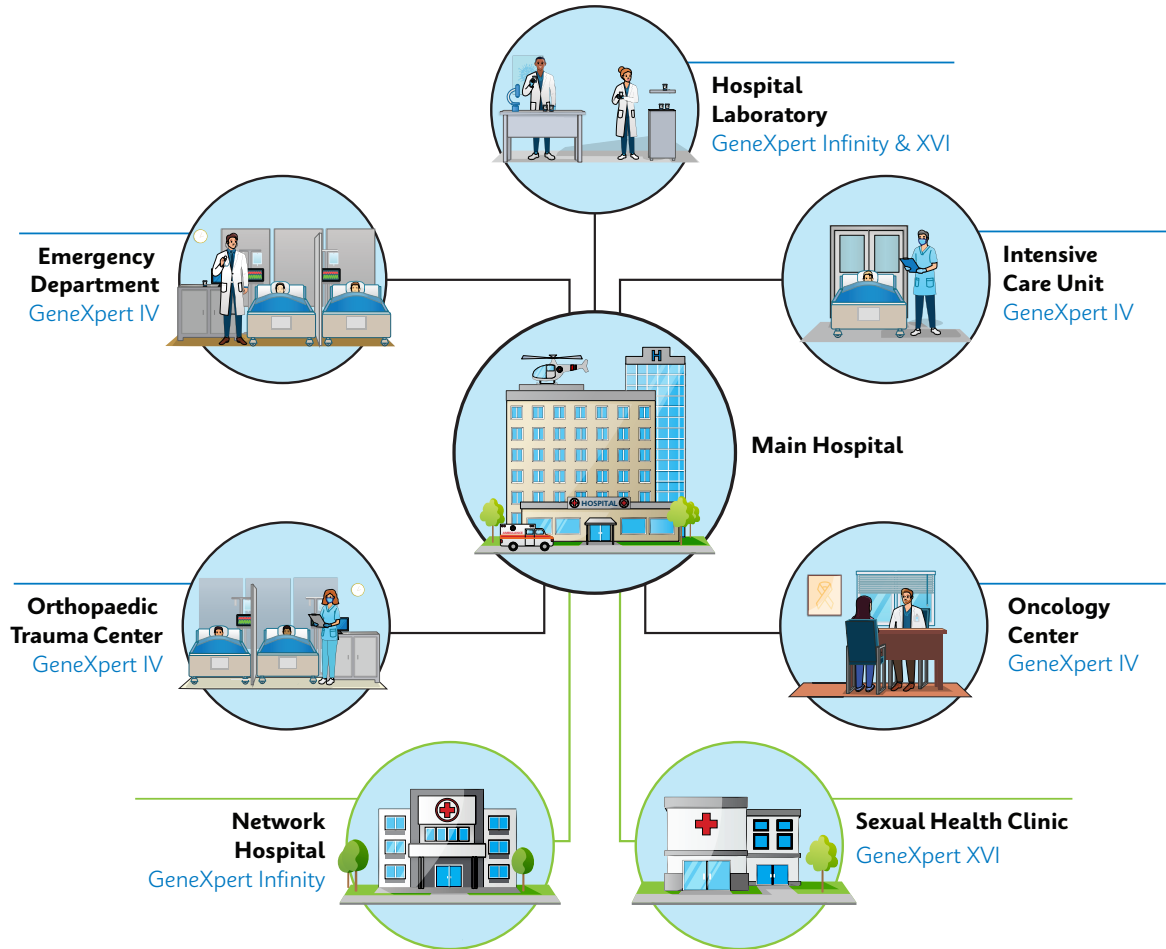 Hospital
Laboratory
GeneXpert Infinity & XVI
Emergency
Department
GeneXpert IV
Intensive
Care Unit
GeneXpert IV
H
HOSPITAL
Main Hospital
Orthopaedic
Trauma Center
GeneXpert IV
Oncology
Center
GeneXpert IV
Network
Hospital
GeneXpert Infinity
Sexual Health Clinic
GeneXpert XVI